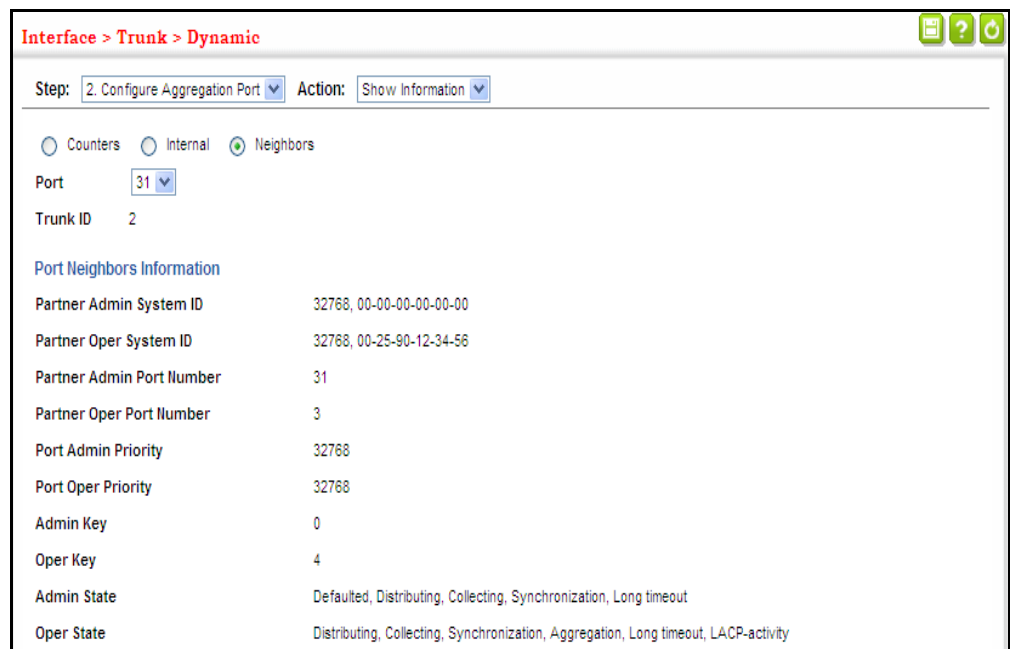 Interface > Trunk > Dynamic
?
Step: 2. Configure Aggregation Port Action: Show Information
Counters Internal Neighbors
Port 31
Trunk ID 2
Port Neighbors Information
Partner Admin System ID 32768, 00-00-00-00-00-00
Partner Oper System ID 32768, 00-25-90-12-34-56
Partner Admin Port Number 31
Partner Oper Port Number 3
Port Admin Priority 32768
Port Oper Priority 32768
Admin Key 0
Oper Key 4
Admin State Defaulted, Distributing, Collecting, Synchronization, Long timeout
Oper State Distributing, Collecting, Synchronization, Aggregation, Long timeout, LACP-activity